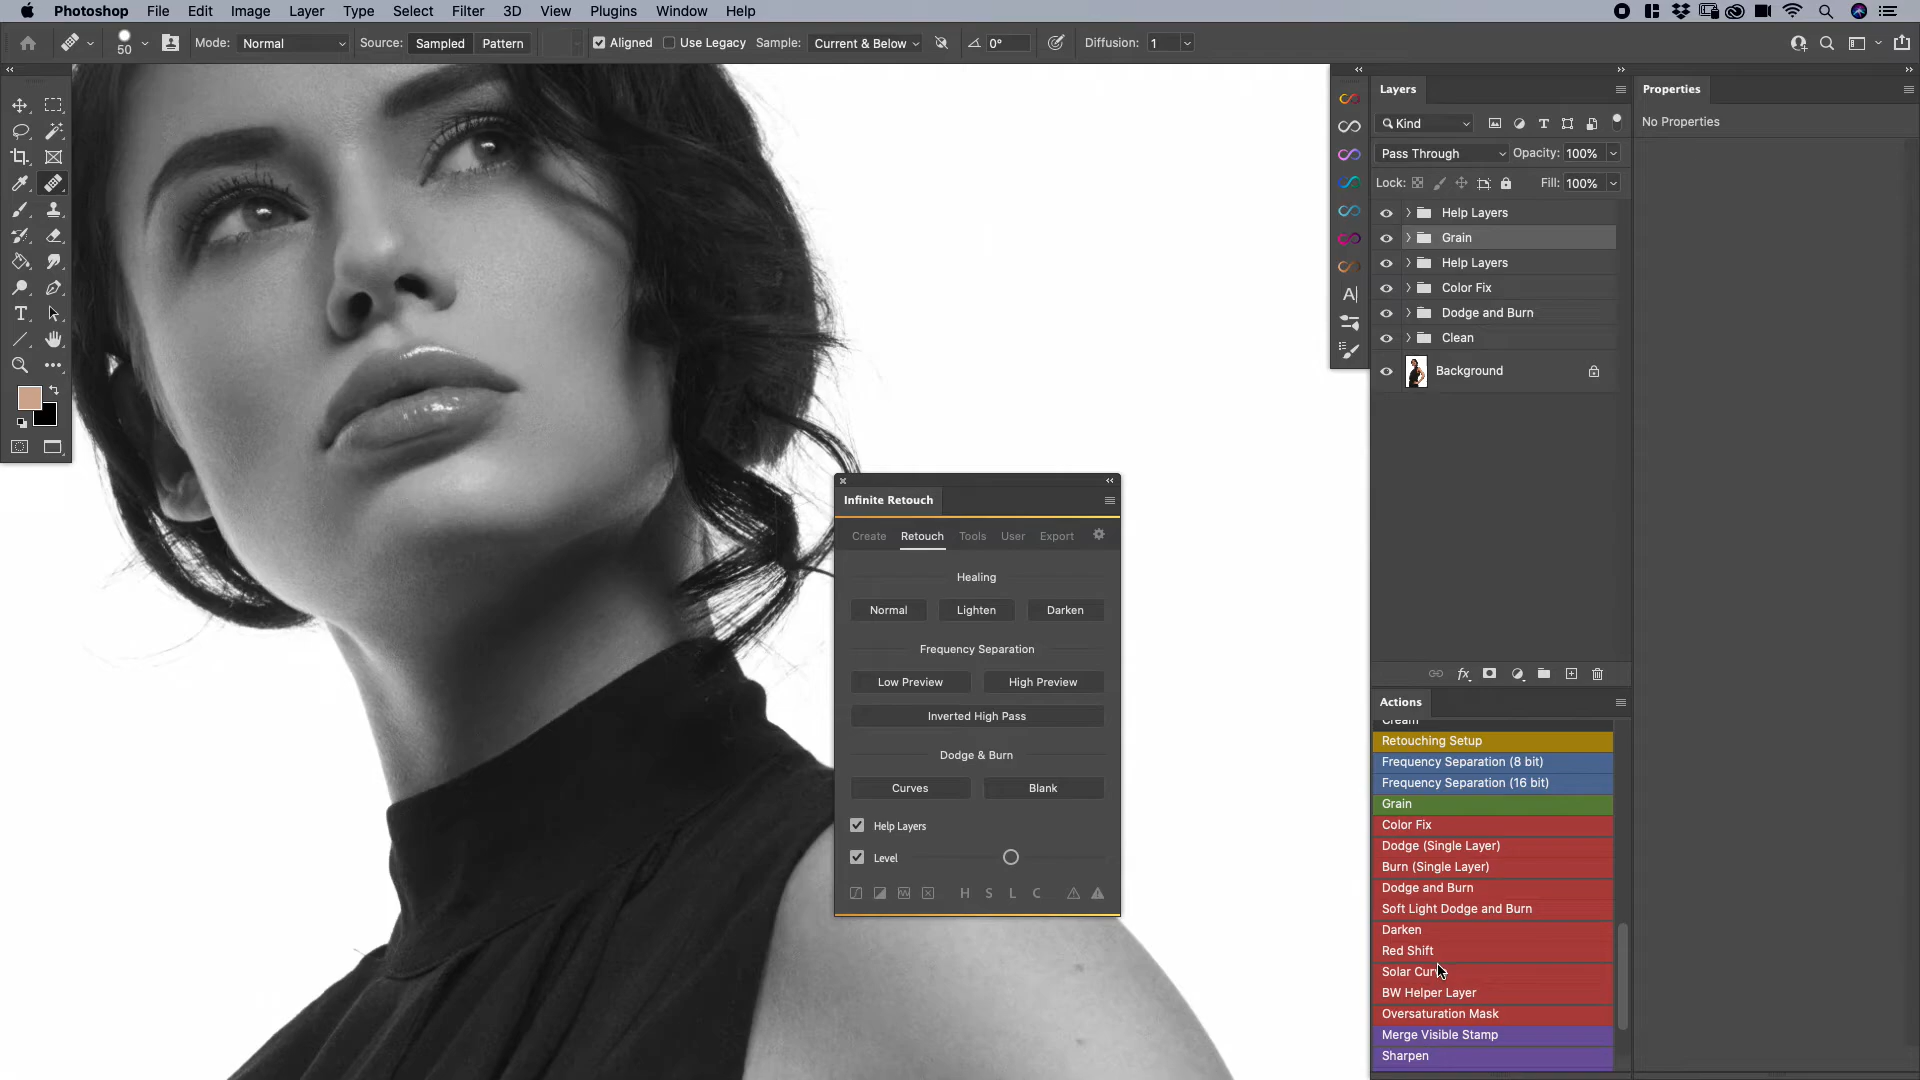 Photoshop File Edit Image Layer Type Select Filter 3D View Plugins Window Help
50 Mode: Normal Source: Sampled Pattern Aligned Use Legacy Sample: Current & Below 0° Diffusion: 1
Layers
Kind
Pass Through Opacity: 100%
Lock: Fill: 100%
Help Layers
Grain
Help Layers
Color Fix
Dodge and Burn
Clean
Background
Properties
No Properties
Infinite Retouch
Create Retouch Tools User Export
Healing
Normal Lighten Darken
Frequency Separation
Low Preview High Preview
Inverted High Pass
Dodge & Burn
Curves Blank
Help Layers
Level
H S L C
Actions
Cream
Retouching Setup
Frequency Separation (8 bit)
Frequency Separation (16 bit)
Grain
Color Fix
Dodge (Single Layer)
Burn (Single Layer)
Dodge and Burn
Soft Light Dodge and Burn
Darken
Red Shift
Solar
BW Helper Layer
Oversaturation Mask
Merge Visible Stamp
Sharpen